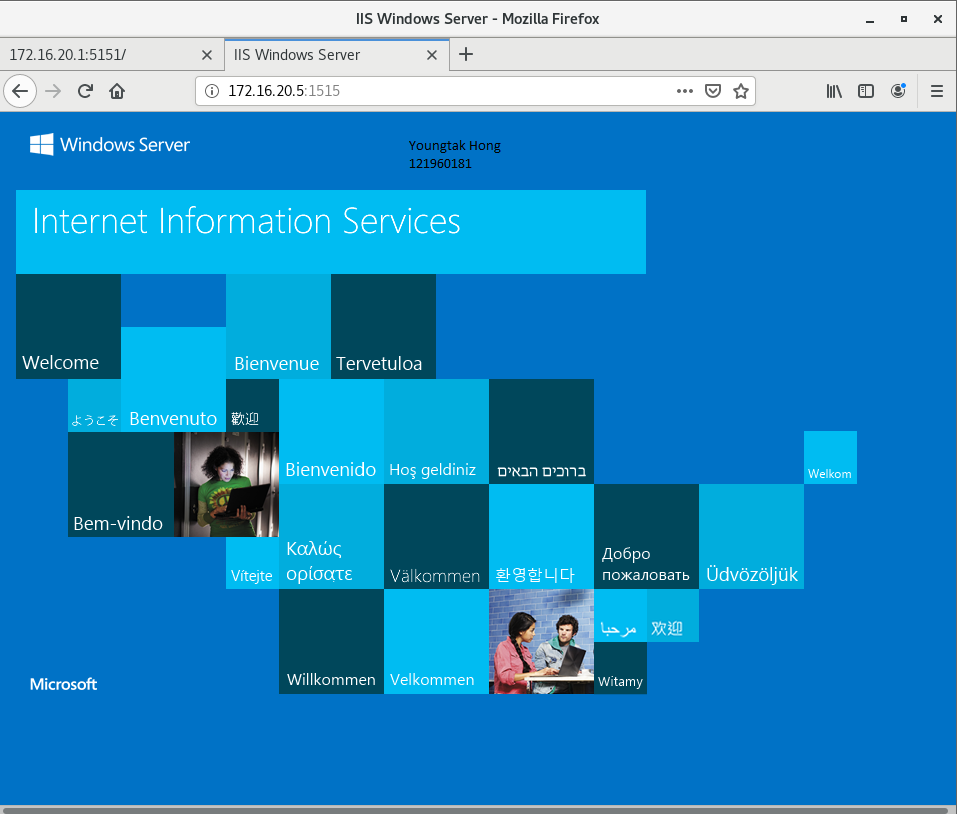 IIS Windows Server - Mozilla Firefox
172.16.20.1:5151/
IIS Windows Server
172.16.20.5:1515
Windows Server
Youngtak Hong
121960181
Internet Information Services
Welcome
Bienvenue
Tervetuloa
ようこそ
Benvenuto
歡迎
Bienvenido
Hoş geldiniz
ברוכים הבאים
Welkom
Bem-vindo
Vítejte
Καλώς
ορίσατε
Välkommen
환영합니다
Добро
пожаловать
Üdvözöljük
مرحبا
欢迎
Willkommen
Velkommen
Witamy
Microsoft